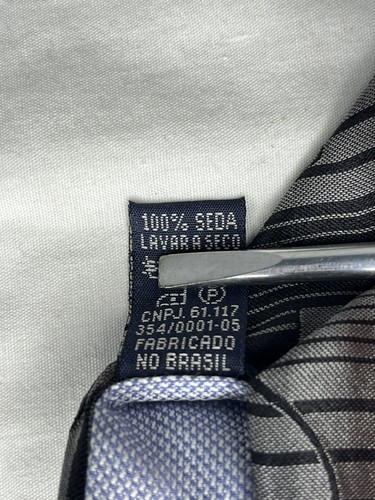 100% SEDA
LAVAR A SECO
P
CNPJ. 61.117
354/0001-05
FABRICADO
NO BRASIL